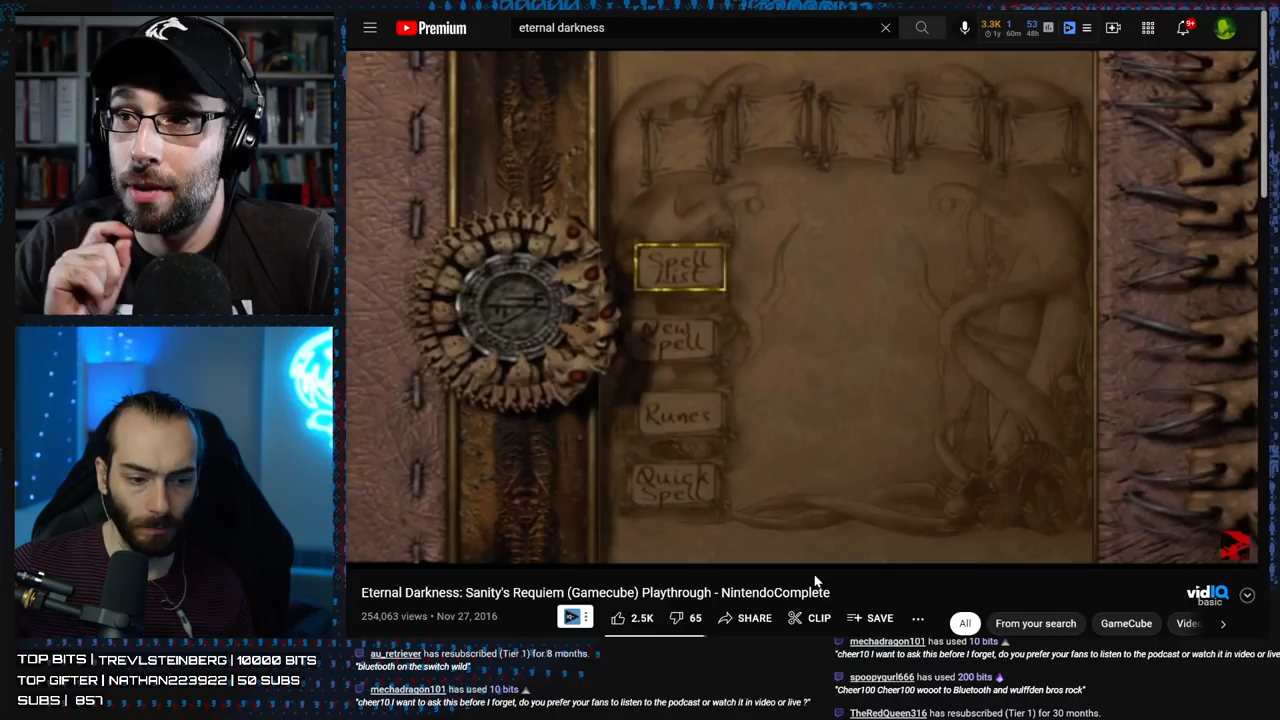 Premium
eternal darkness
3.3K 1 53
1y 60m 48h
9+
Spell
List
New
Spell
Runes
Quick
Spell
Eternal Darkness: Sanity's Requiem (Gamecube) Playthrough - NintendoComplete
254,063 views • Nov 27, 2016
2.5K
65
SHARE
CLIP
SAVE
vidIQ
basic
All
From your search
GameCube
Video
TOP BITS | TREVLSTEINBERG | 10000 BITS
TOP GIFTER | NATHAN223922 | 50 SUBS
SUBS | 857
au_retriever has resubscribed (Tier 1) for 8 months.
"bluetooth on the switch wild"
mechadragon101 has used 10 bits
"cheer10 I want to ask this before I forget, do you prefer your fans to listen to the podcast or watch it in video or live ?"
mechadragon101 has used 10 bits
"cheer10 I want to ask this before I forget, do you prefer your fans to listen to the podcast or watch it in video or live
spoopygurl666 has used 200 bits
"Cheer100 Cheer100 wooot to Bluetooth and wulffden bros rock"
TheRedQueen316 has resubscribed (Tier 1) for 30 months.